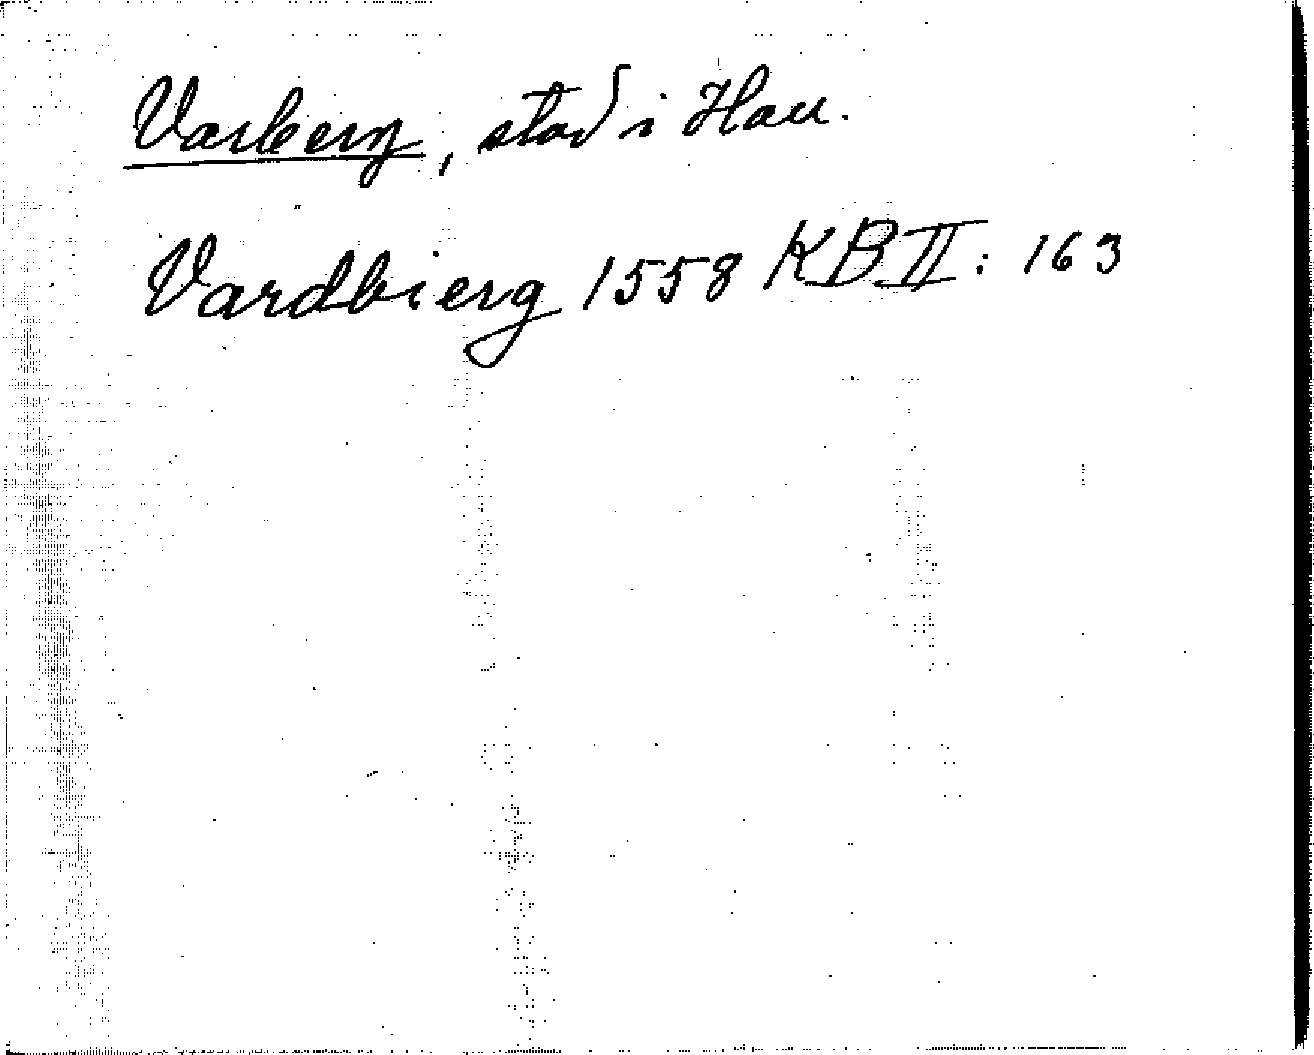 Varberg, stad i Hall.
Vardbierg 1558 KB II: 163